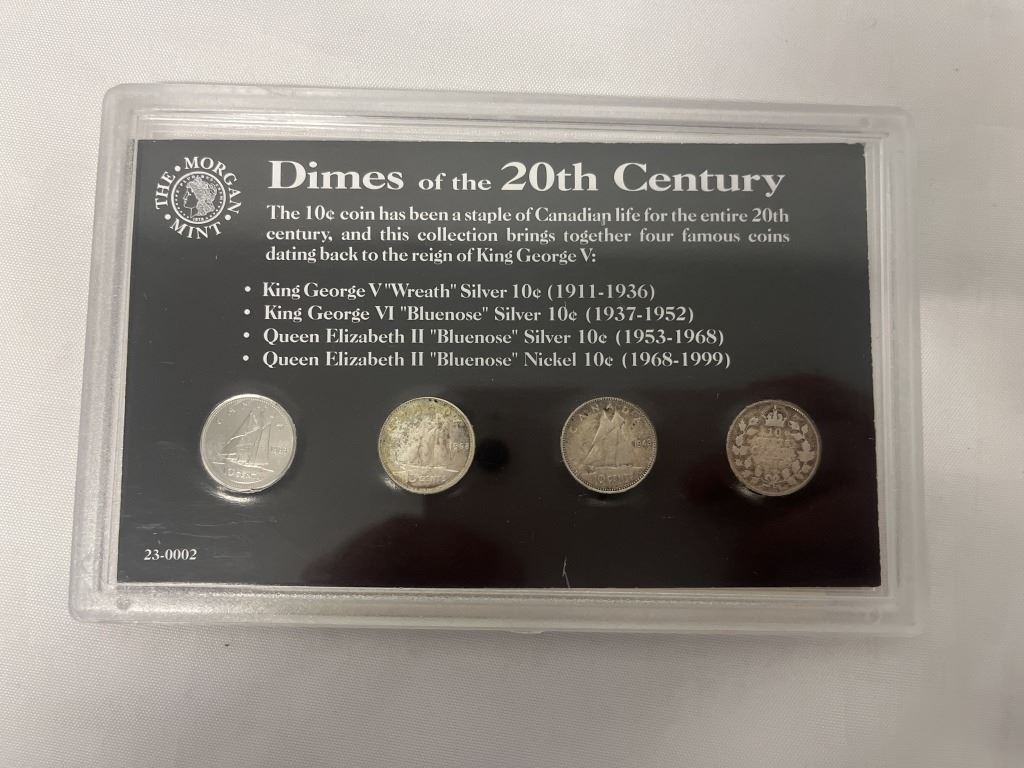 THE MORGAN MINT
Dimes of the 20th Century
The 10¢ coin has been a staple of Canadian life for the entire 20th
century, and this collection brings together four famous coins
dating back to the reign of King George V:
• King George V "Wreath" Silver 10¢ (1911-1936)
• King George VI "Bluenose" Silver 10¢ (1937-1952)
• Queen Elizabeth II "Bluenose" Silver 10¢ (1953-1968)
• Queen Elizabeth II "Bluenose" Nickel 10¢ (1968-1999)
CANADA
10 CENTS
23-0002